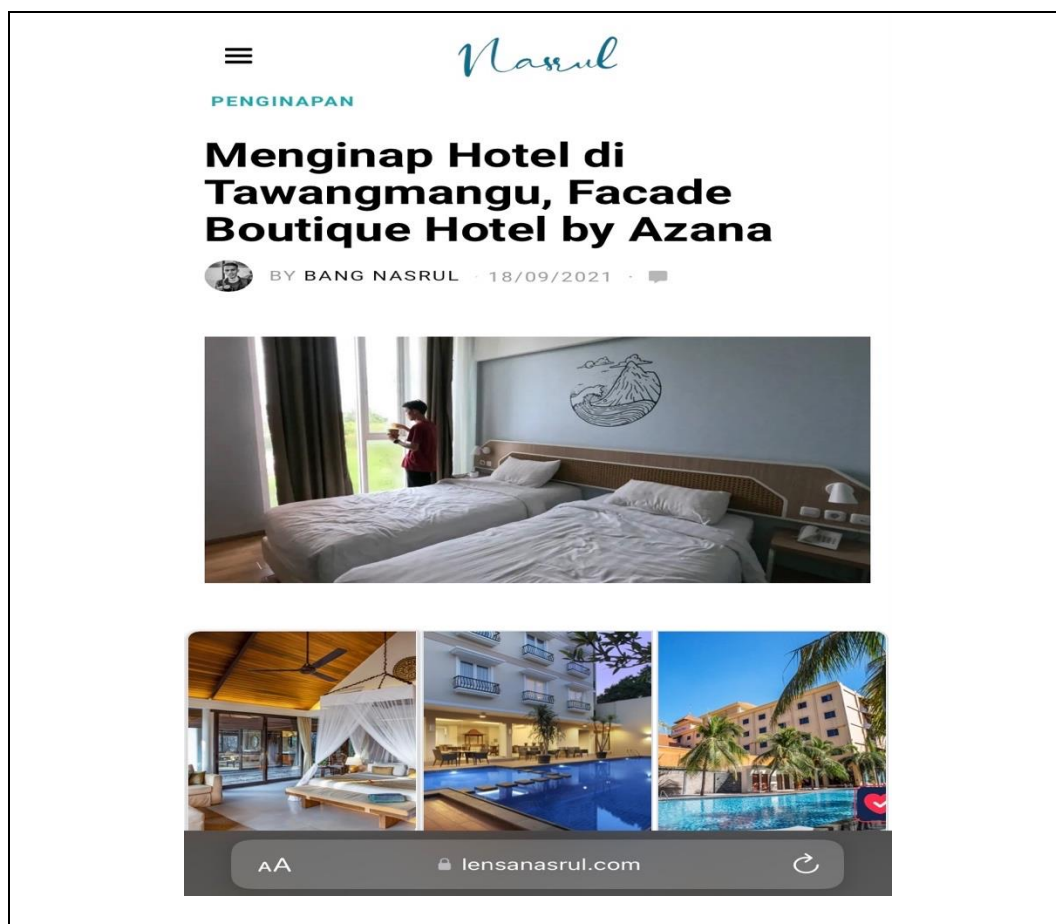 Nasrul
PENGINAPAN
Menginap Hotel di
Tawangmangu, Facade
Boutique Hotel by Azana
BY BANG NASRUL · 18/09/2021 ·
AA
lensanasrul.com